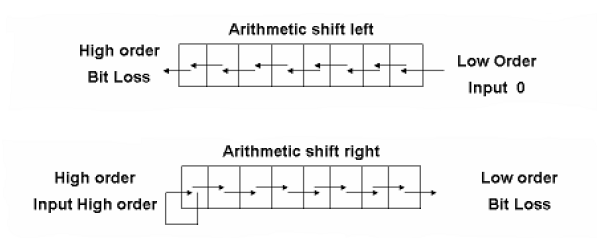 Arithmetic shift left
High order
Bit Loss
Low Order
Input 0
Arithmetic shift right
High order
Input High order
Low order
Bit Loss